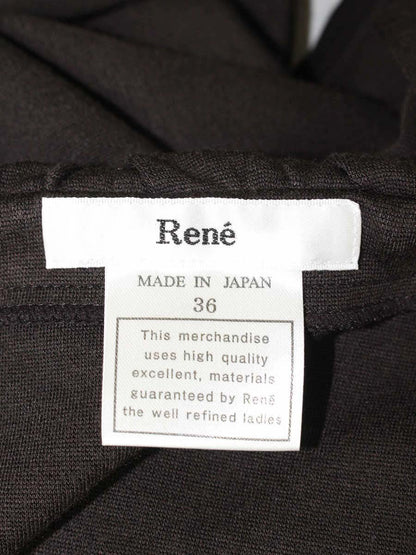 René
MADE IN JAPAN
36
This merchandise
uses high quality
excellent, materials
guaranteed by René
the well refined ladies